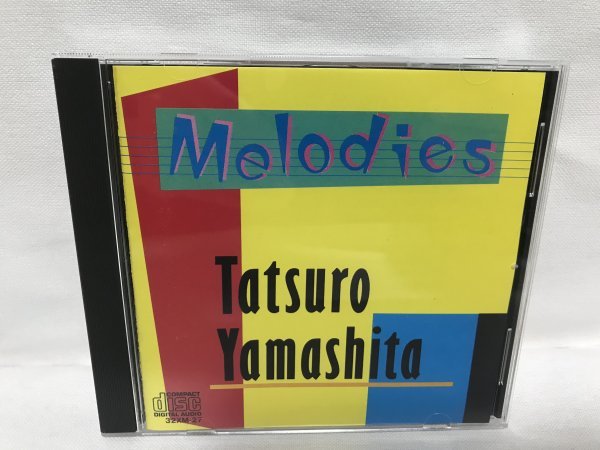 Melodies
Tatsuro
Yamashita
COMPACT
disc
DIGITAL AUDIO
32XM-27